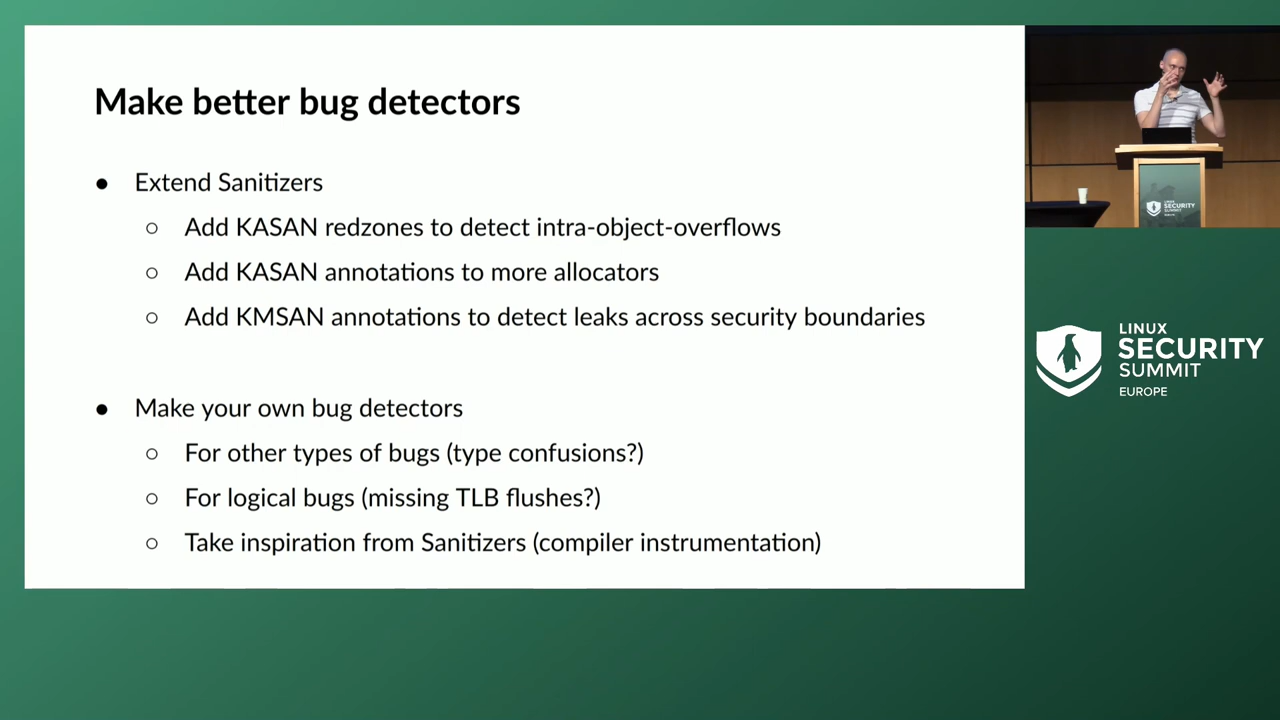 Make better bug detectors
● Extend Sanitizers
○ Add KASAN redzones to detect intra-object-overflows
○ Add KASAN annotations to more allocators
○ Add KMSAN annotations to detect leaks across security boundaries
● Make your own bug detectors
○ For other types of bugs (type confusions?)
○ For logical bugs (missing TLB flushes?)
○ Take inspiration from Sanitizers (compiler instrumentation)
LINUX
SECURITY
SUMMIT
LINUX
SECURITY
SUMMIT
EUROPE